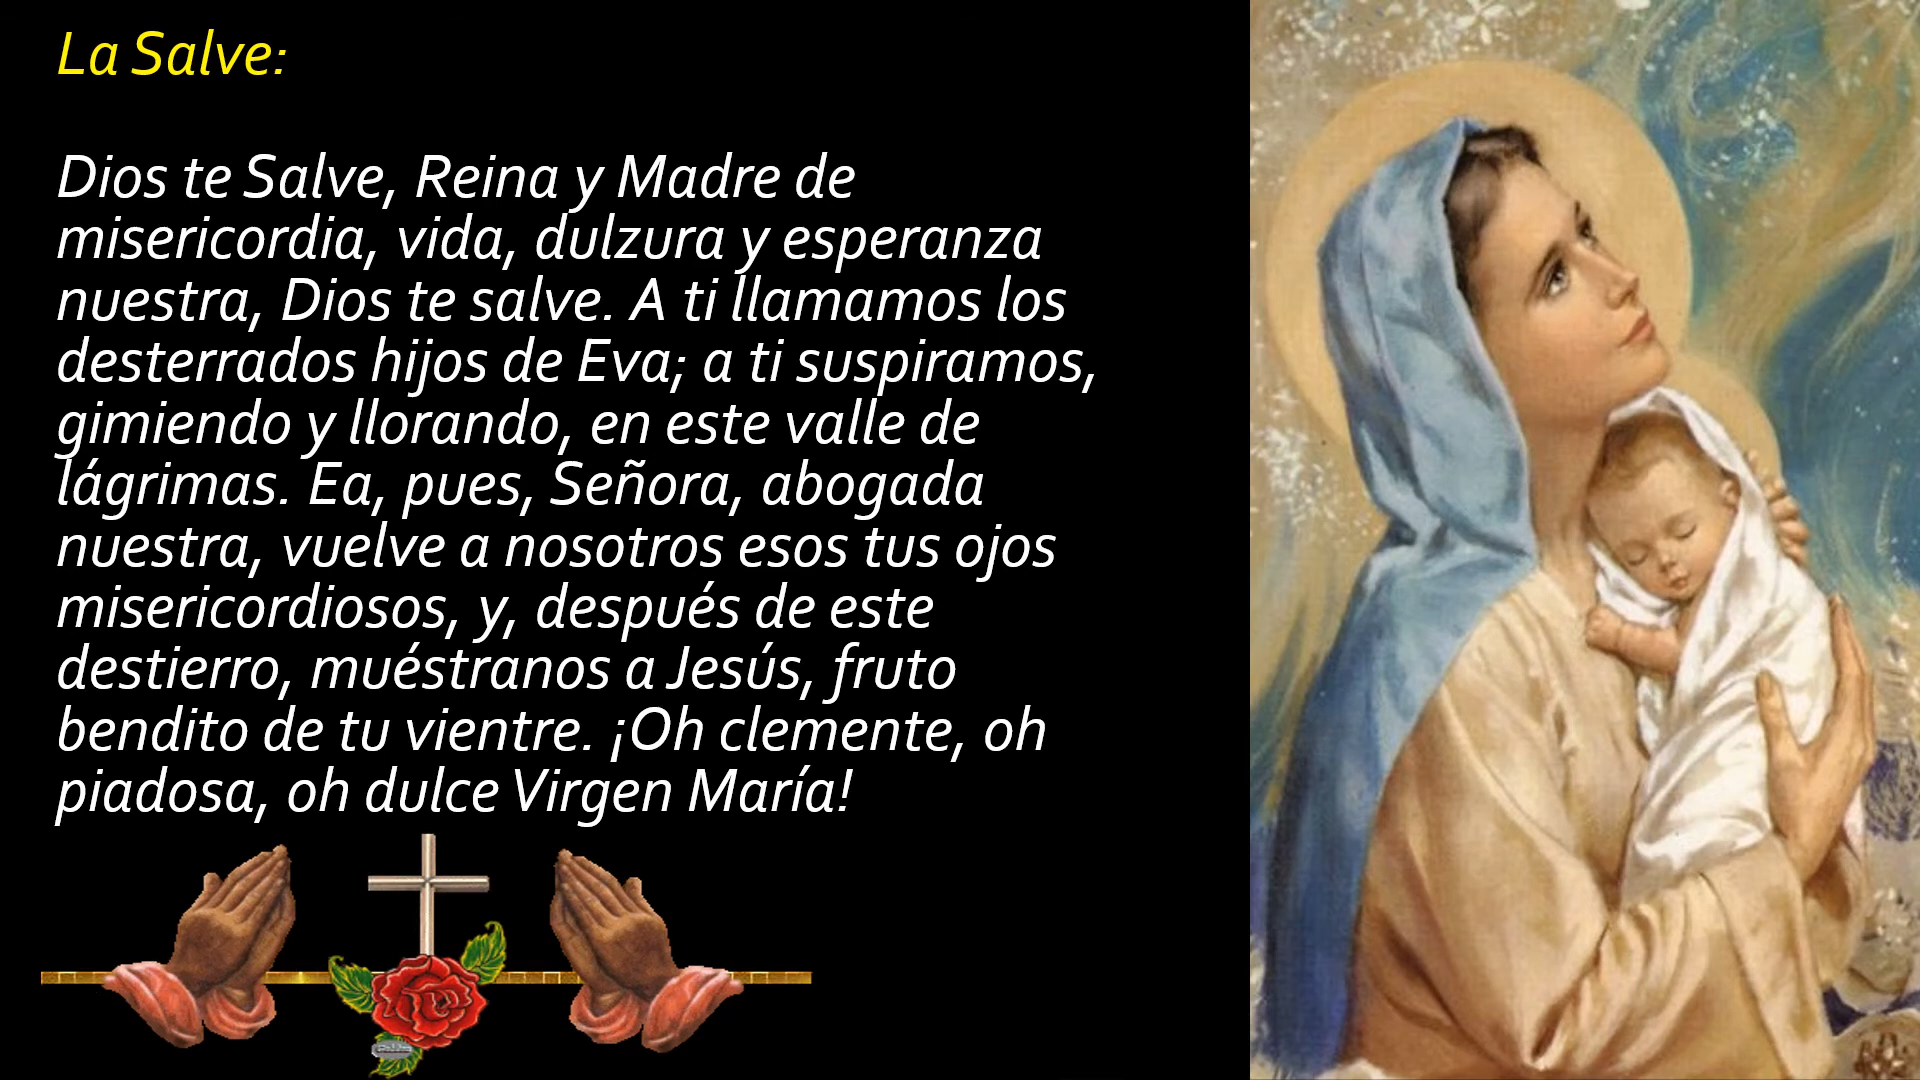 La Salve:
Dios te Salve, Reina y Madre de
misericordia, vida, dulzura y esperanza
nuestra, Dios te salve. A ti llamamos los
desterrados hijos de Eva; a ti suspiramos,
gimiendo y llorando, en este valle de
lágrimas. Ea, pues, Señora, abogada
nuestra, vuelve a nosotros esos tus ojos
misericordiosos, y, después de este
destierro, muéstranos a Jesús, fruto
bendito de tu vientre. ¡Oh clemente, oh
piadosa, oh dulce Virgen María!